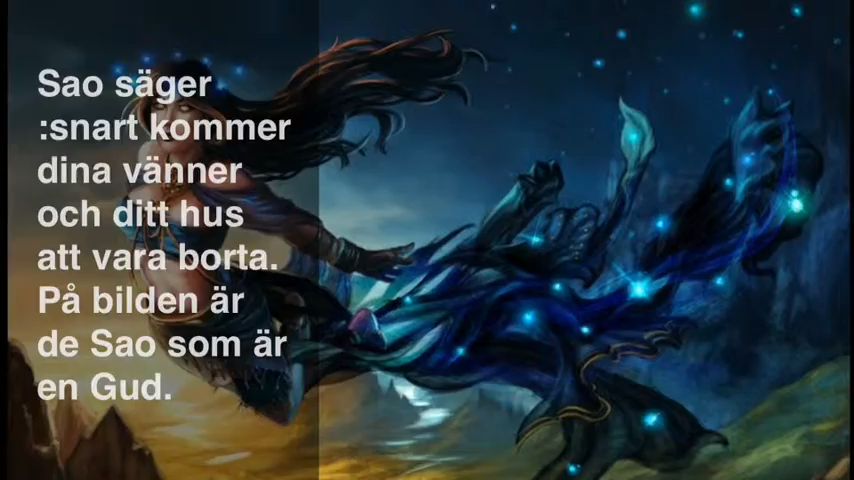 Sao säger
:snart kommer
dina vänner
och ditt hus
att vara borta.
På bilden är
de Sao som är
en Gud.